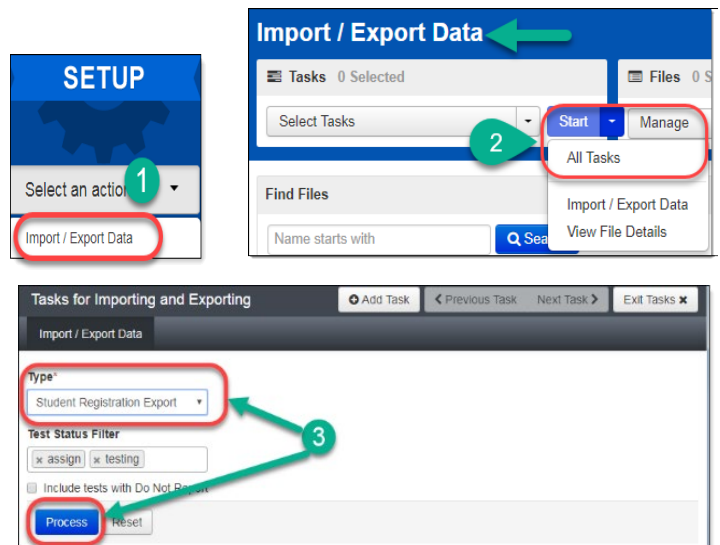 SETUP
Select an action
1
Import / Export Data
Import / Export Data
Tasks 0 Selected
Files 0 S
Select Tasks
Start
Manage
2
All Tasks
Find Files
Import / Export Data
Name starts with
Sea
View File Details
Tasks for Importing and Exporting
Add Task
Previous Task
Next Task
Exit Tasks
Import / Export Data
Type*
Student Registration Export
Test Status Filter
3
x assign x testing
Include tests with Do Not Report
Process
Reset